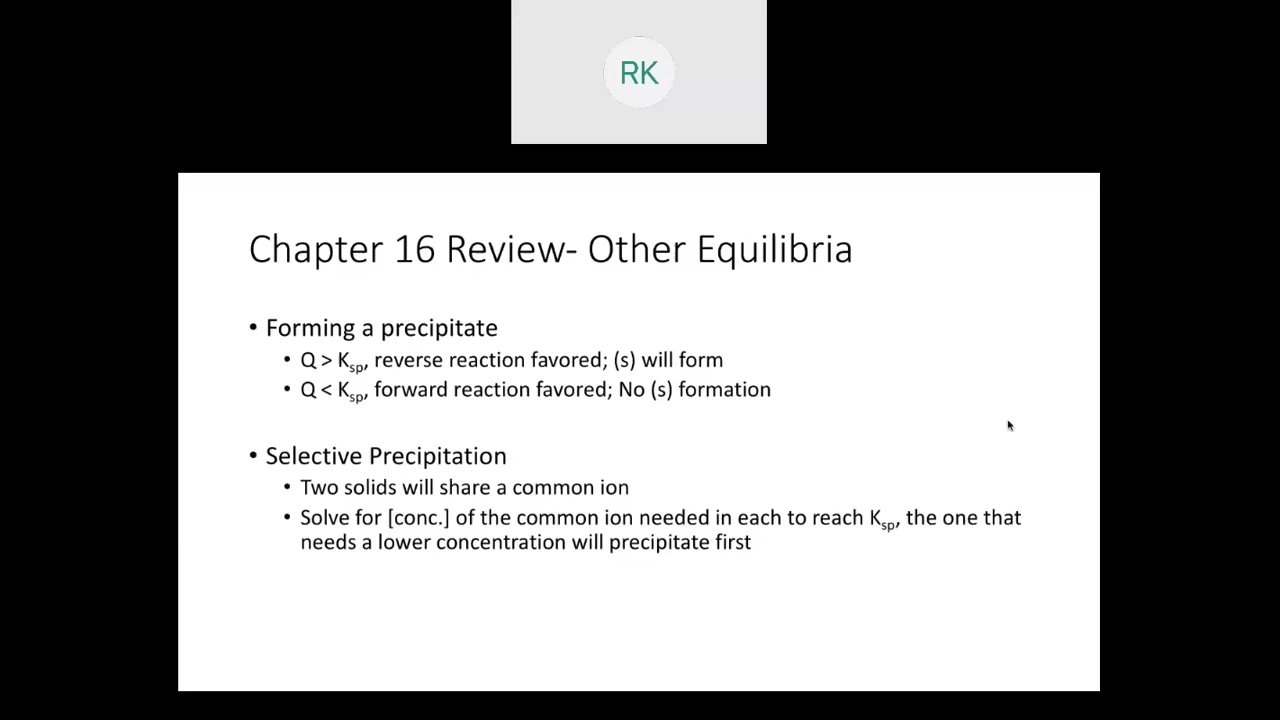 RK
Chapter 16 Review- Other Equilibria
• Forming a precipitate
• Q > Ksp, reverse reaction favored; (s) will form
• Q < Ksp, forward reaction favored; No (s) formation
• Selective Precipitation
• Two solids will share a common ion
• Solve for [conc.] of the common ion needed in each to reach Ksp, the one that
needs a lower concentration will precipitate first